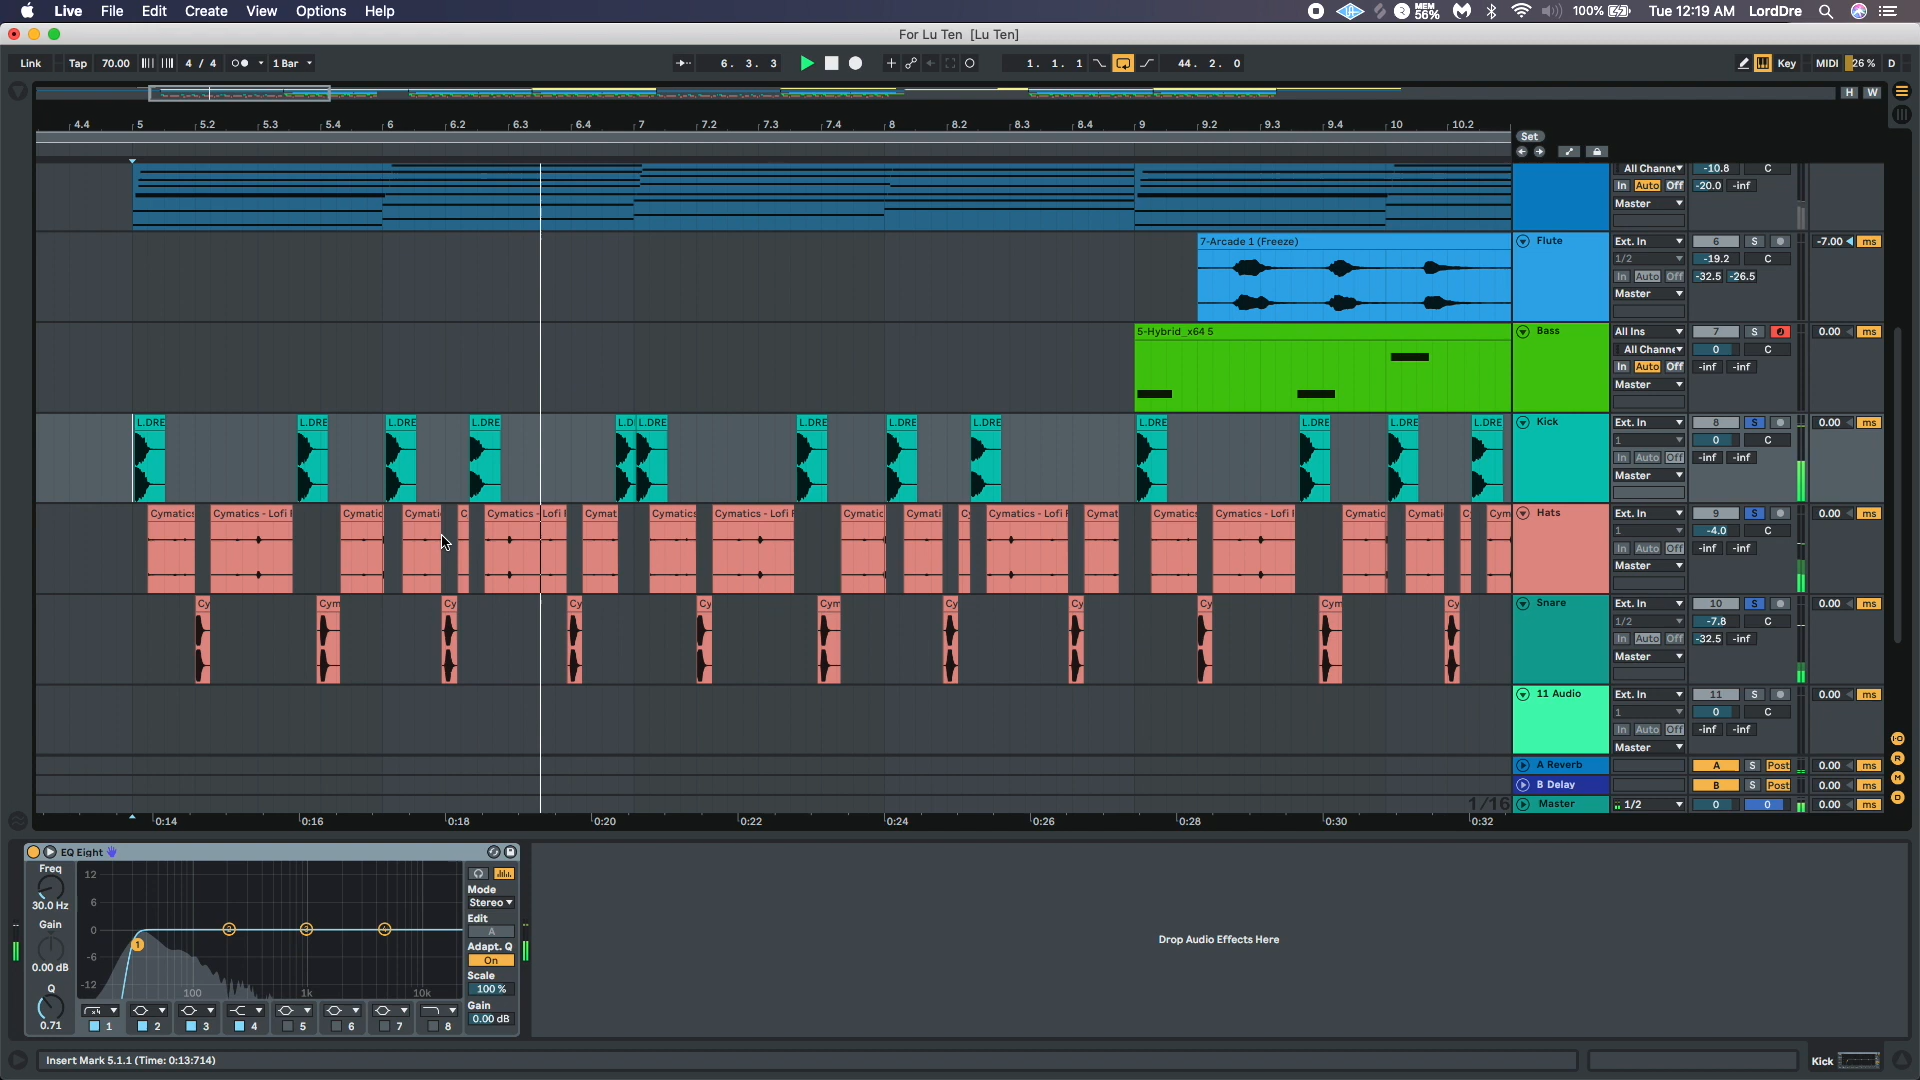 Live File Edit Create View Options Help
MEM 56% 100% Tue 12:19 AM LordDre
For Lu Ten [Lu Ten]
Link Tap 70.00 4 / 4 1 Bar 6. 3. 3 1. 1. 1 44. 2. 0 Key MIDI 26 % D
H W
4.4 5 5.2 5.3 5.4 6 6.2 6.3 6.4 7 7.2 7.3 7.4 8 8.2 8.3 8.4 9 9.2 9.3 9.4 10 10.2 Set
All Channe -10.8 C
In Auto Off -20.0 -inf
Master
7-Arcade 1 (Freeze) Flute Ext. In 6 S -7.00 ms
1/2 -19.2 C
In Auto Off -32.5 -26.5
Master
5-Hybrid_x64 5 Bass All Ins 7 S 0.00 ms
All Channe 0 C
In Auto Off -inf -inf
Master
L.DRE L.DRE L.DRE L.DRE L.D L.DRE L.DRE L.DRE L.DRE L.DRE L.DRE L.DRE L.DRE Kick Ext. In 8 S 0.00 ms
1 0 C
In Auto Off -inf -inf
Master
Cymatics Cymatics - Lofi Cymatic Cymati C Cymatics - Lofi Cymat Cymatics Cymatics - Lofi Cymatic Cymati Cy Cymatics - Lofi Cymat Cymatics Cymatics - Lofi Cymatic Cymati Cy Cym Hats Ext. In 9 S 0.00 ms
1 -4.0 C
In Auto Off -inf -inf
Master
Cy Cym Cy Cy Cy Cym Cy Cy Cy Cym Cy Snare Ext. In 10 S 0.00 ms
1/2 -7.8 C
In Auto Off -32.5 -inf
Master
11 Audio Ext. In 11 S 0.00 ms
1 0 C
In Auto Off -inf -inf
Master
A Reverb A S Post 0.00 ms
B Delay B S Post 0.00 ms
1/16 Master 1/2 0 0 0.00 ms
0:14 0:16 0:18 0:20 0:22 0:24 0:26 0:28 0:30 0:32
EQ Eight
Freq
30.0 Hz
Gain
0.00 dB
Q
0.71
12
6
0
-6
-12
100 1k 10k
1 2 3 4
1 2 3 4 5 6 7 8
Mode
Stereo
Edit
A
Adapt. Q
On
Scale
100 %
Gain
0.00 dB
Drop Audio Effects Here
Insert Mark 5.1.1 (Time: 0:13:714)
Kick